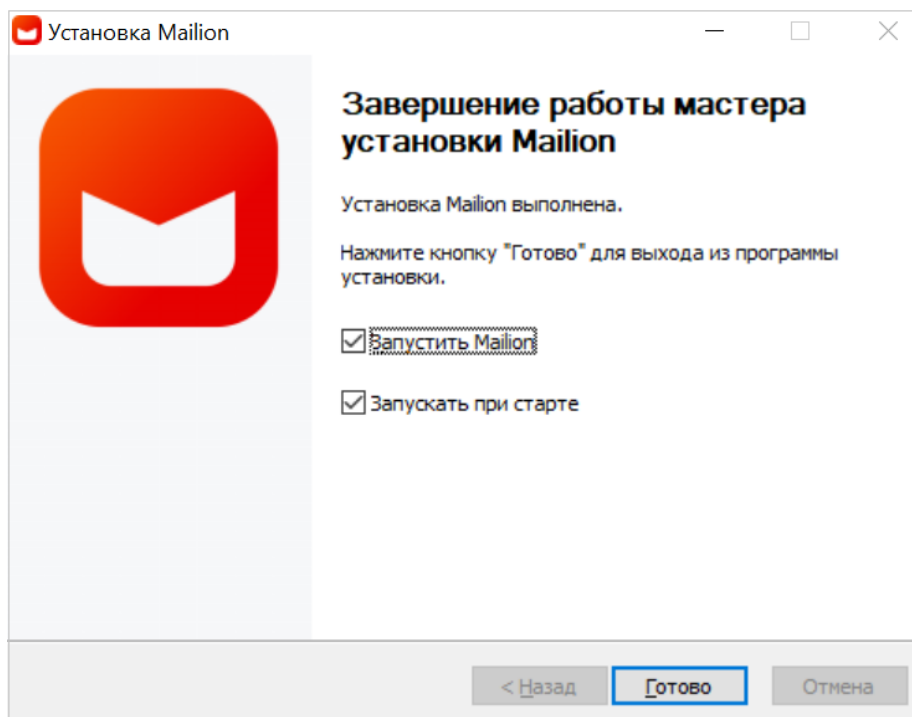 Установка Mailion
Завершение работы мастера
установки Mailion
Установка Mailion выполнена.
Нажмите кнопку "Готово" для выхода из программы
установки.
Запустить Mailion
Запускать при старте
< Назад
Готово
Отмена